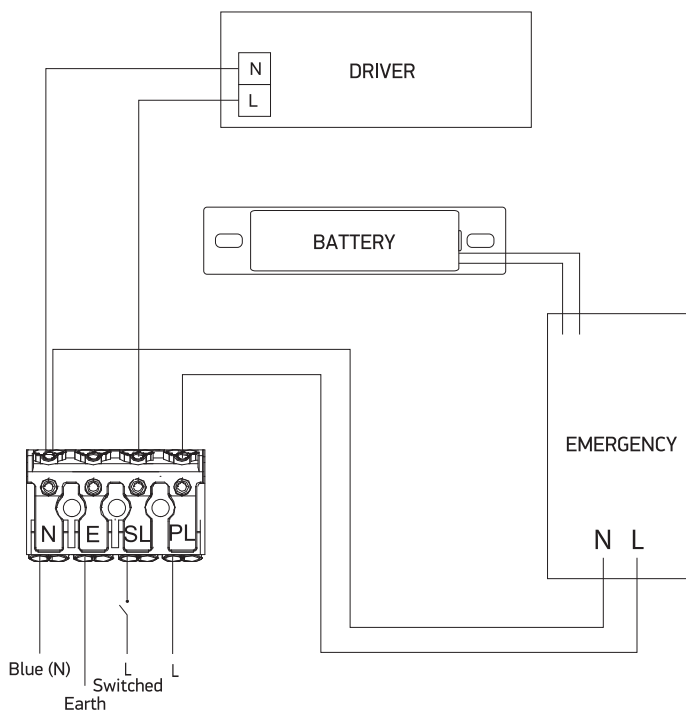 N
DRIVER
L
BATTERY
EMERGENCY
N E SL PL
N L
Blue (N)
L
Switched
L
Earth